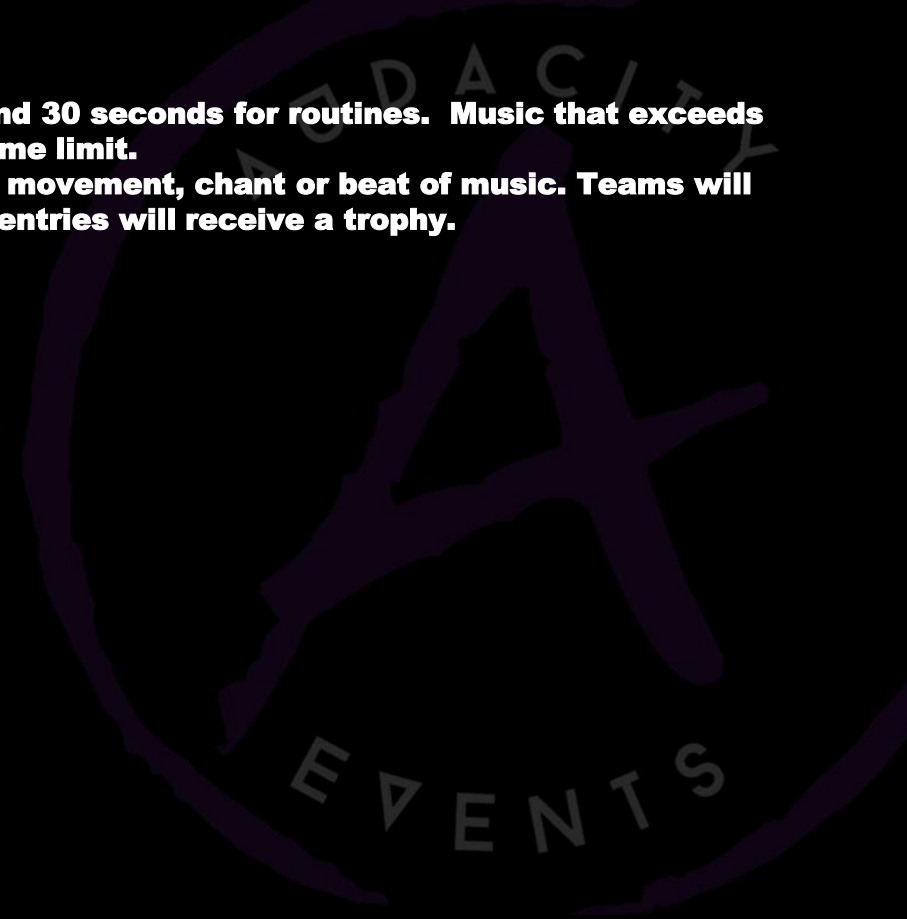 AUDACITY
nd 30 seconds for routines.  Music that exceeds
me limit.
movement, chant or beat of music. Teams will
entries will receive a trophy.
EVENTS